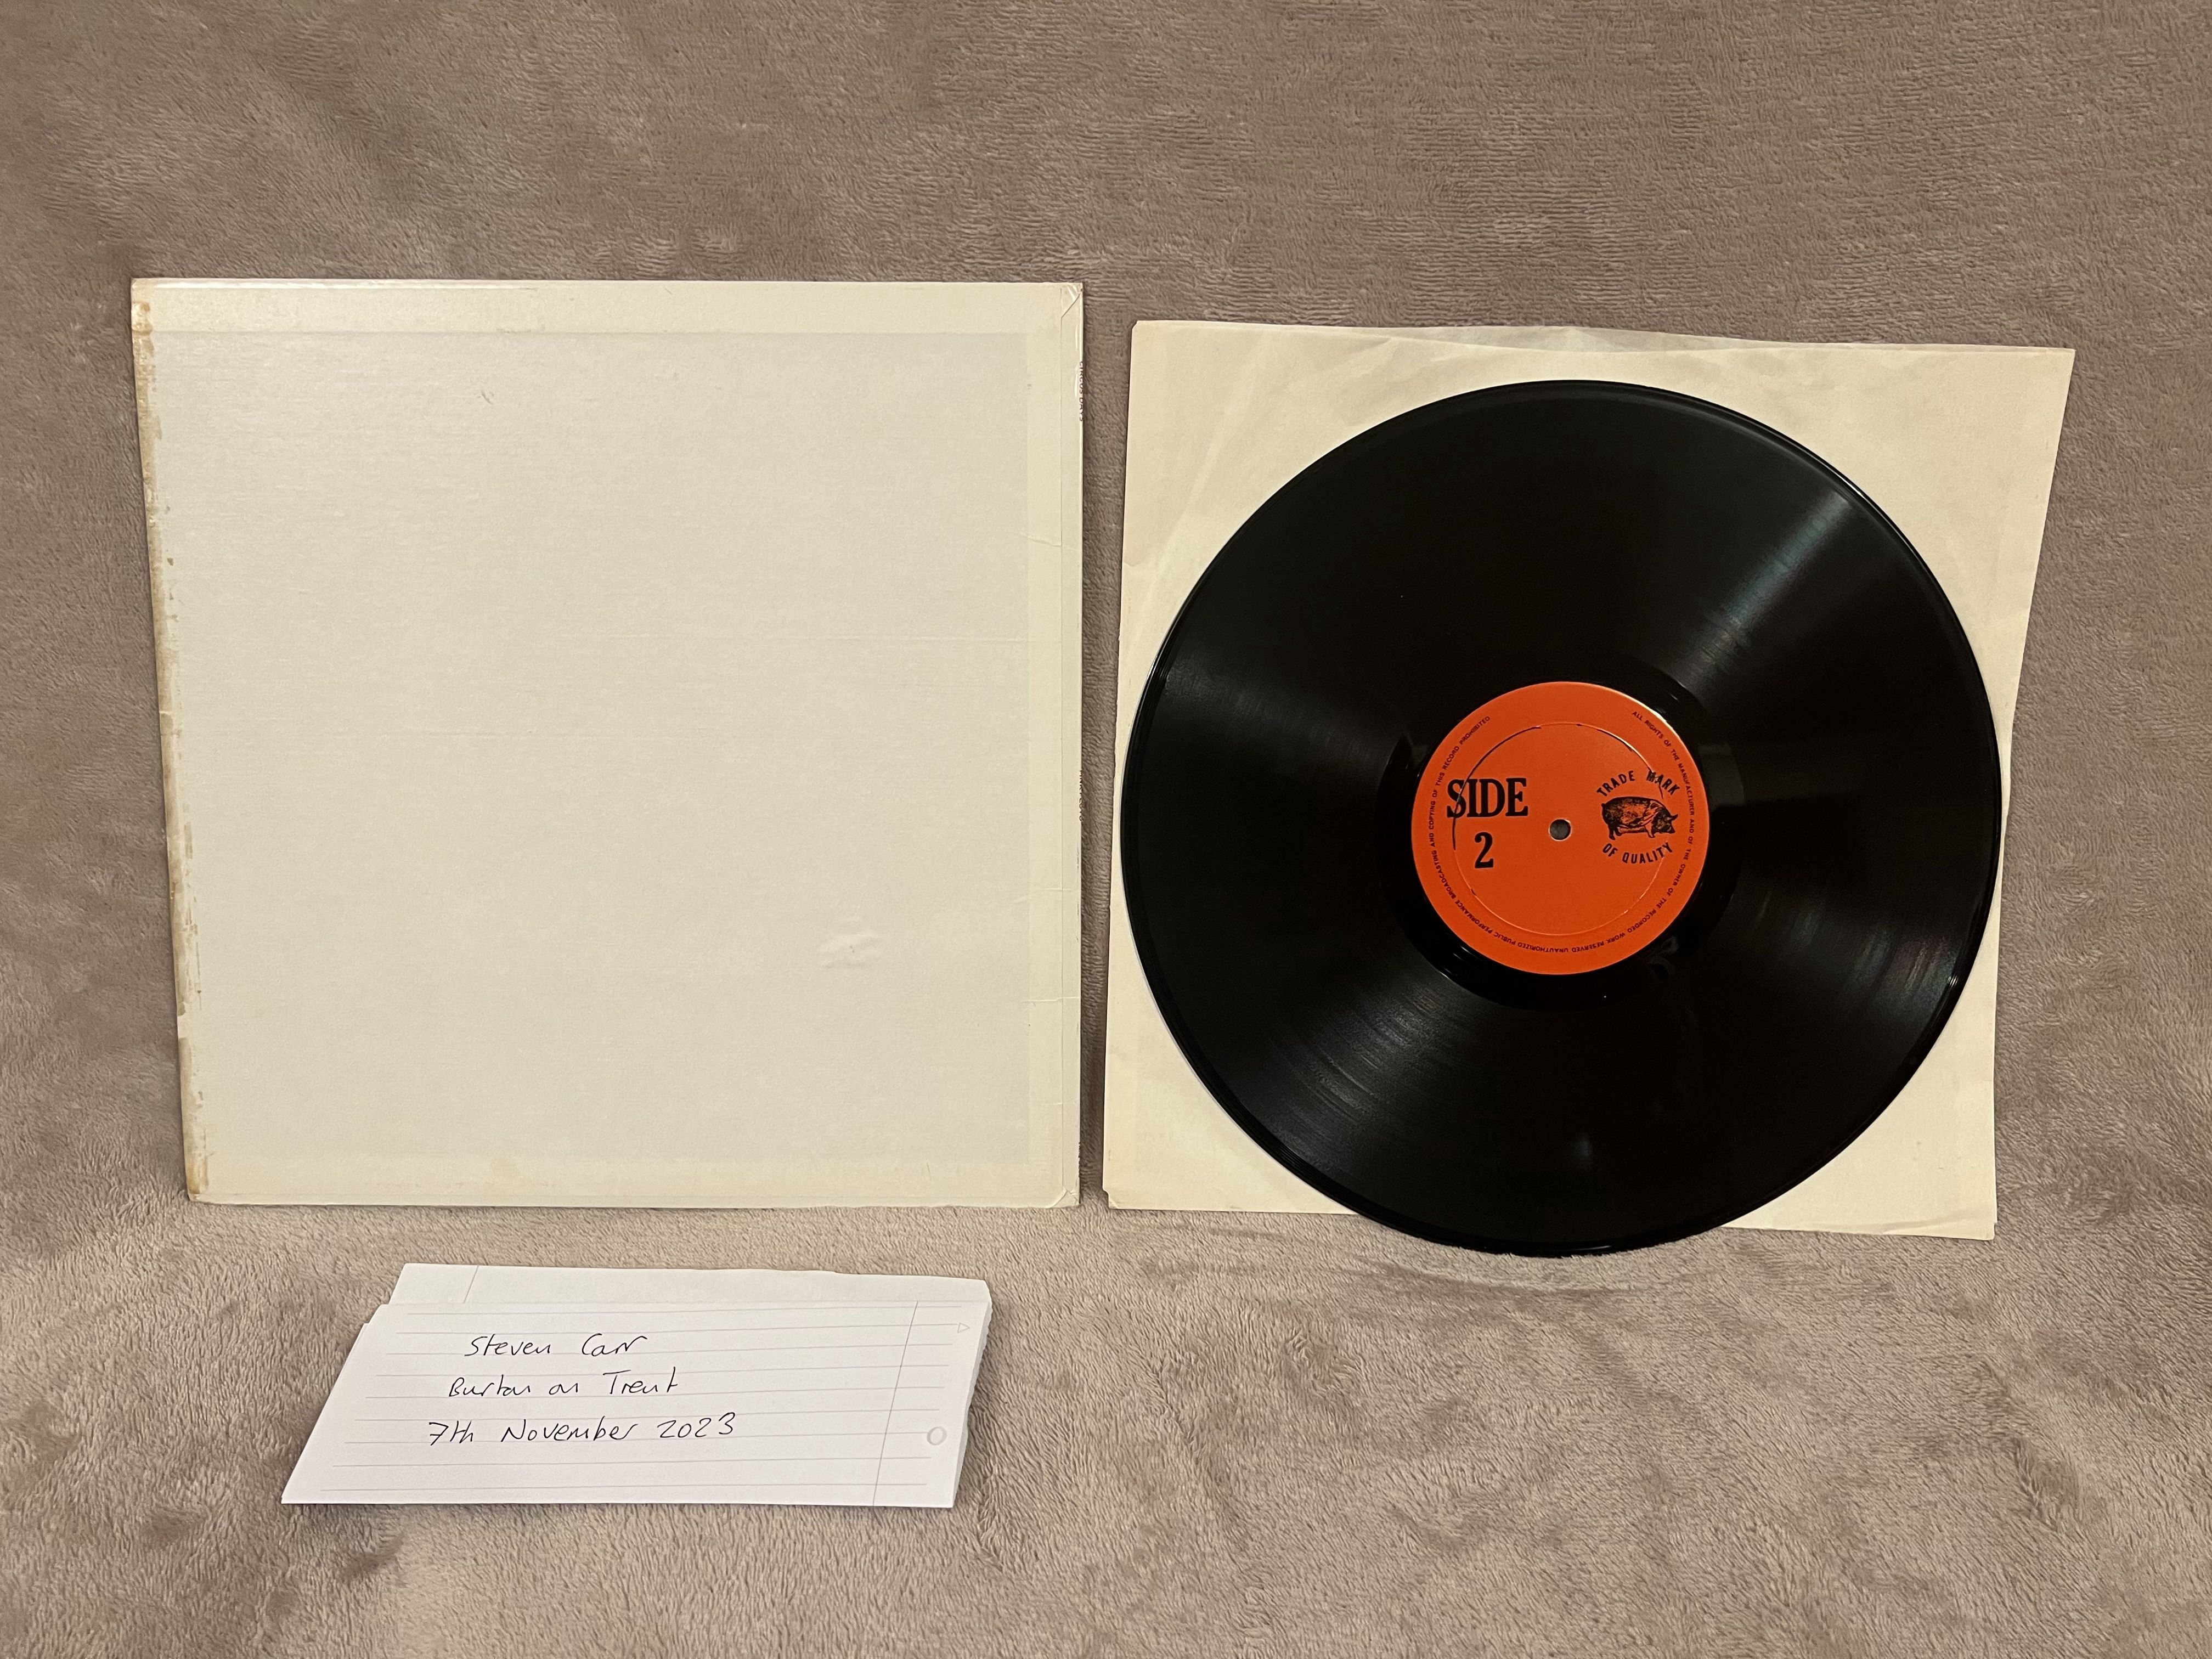 SIDE
2
TRADE MARK
OF QUALITY
ALL RIGHTS OF THE MANUFACTURER AND OF THE OWNER OF THE RECORDED WORK RESERVED UNAUTHORIZED PUBLIC PERFORMANCE BROADCASTING AND COPYING OF THIS RECORD PROHIBITED
Steven Carr
Burton on Trent
7th November 2023